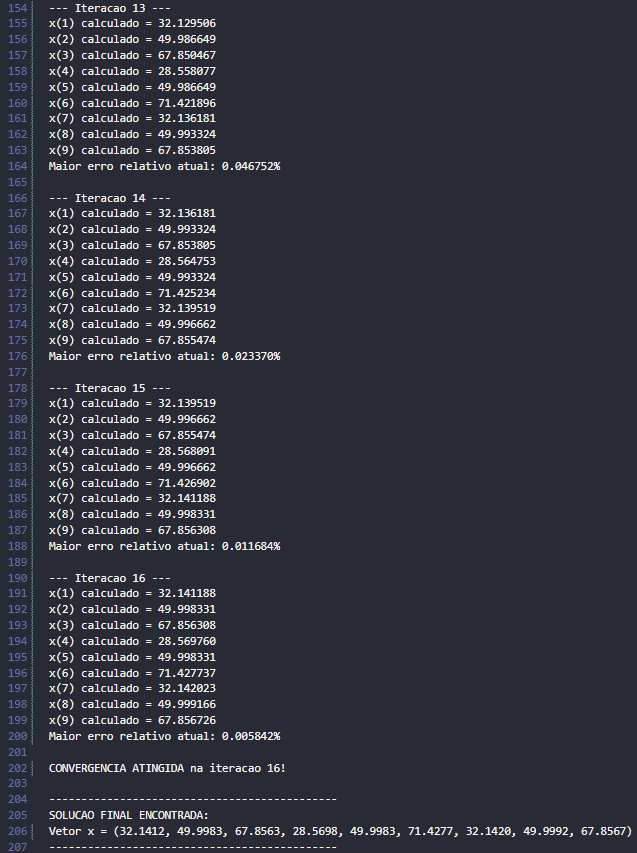 154 --- Iteracao 13 ---
155 x(1) calculado = 32.129506
156 x(2) calculado = 49.986649
157 x(3) calculado = 67.850467
158 x(4) calculado = 28.558077
159 x(5) calculado = 49.986649
160 x(6) calculado = 71.421896
161 x(7) calculado = 32.136181
162 x(8) calculado = 49.993324
163 x(9) calculado = 67.853805
164 Maior erro relativo atual: 0.046752%
165
166 --- Iteracao 14 ---
167 x(1) calculado = 32.136181
168 x(2) calculado = 49.993324
169 x(3) calculado = 67.853805
170 x(4) calculado = 28.564753
171 x(5) calculado = 49.993324
172 x(6) calculado = 71.425234
173 x(7) calculado = 32.139519
174 x(8) calculado = 49.996662
175 x(9) calculado = 67.855474
176 Maior erro relativo atual: 0.023370%
177
178 --- Iteracao 15 ---
179 x(1) calculado = 32.139519
180 x(2) calculado = 49.996662
181 x(3) calculado = 67.855474
182 x(4) calculado = 28.568091
183 x(5) calculado = 49.996662
184 x(6) calculado = 71.426902
185 x(7) calculado = 32.141188
186 x(8) calculado = 49.998331
187 x(9) calculado = 67.856308
188 Maior erro relativo atual: 0.011684%
189
190 --- Iteracao 16 ---
191 x(1) calculado = 32.141188
192 x(2) calculado = 49.998331
193 x(3) calculado = 67.856308
194 x(4) calculado = 28.569760
195 x(5) calculado = 49.998331
196 x(6) calculado = 71.427737
197 x(7) calculado = 32.142023
198 x(8) calculado = 49.999166
199 x(9) calculado = 67.856726
200 Maior erro relativo atual: 0.005842%
201
202 CONVERGENCIA ATINGIDA na iteracao 16!
203
204 -------------------------------------------
205 SOLUCAO FINAL ENCONTRADA:
206 Vetor x = (32.1412, 49.9983, 67.8563, 28.5698, 49.9983, 71.4277, 32.1420, 49.9992, 67.8567)
207 -------------------------------------------